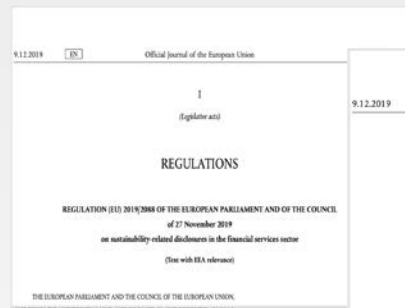 9.12.2019 EN Official Journal of the European Union
I
(Legislative acts)
REGULATIONS
REGULATION (EU) 2019/2088 OF THE EUROPEAN PARLIAMENT AND OF THE COUNCIL
of 27 November 2019
on sustainability-related disclosures in the financial services sector
(Text with EEA relevance)
THE EUROPEAN PARLIAMENT AND THE COUNCIL OF THE EUROPEAN UNION,
9.12.2019